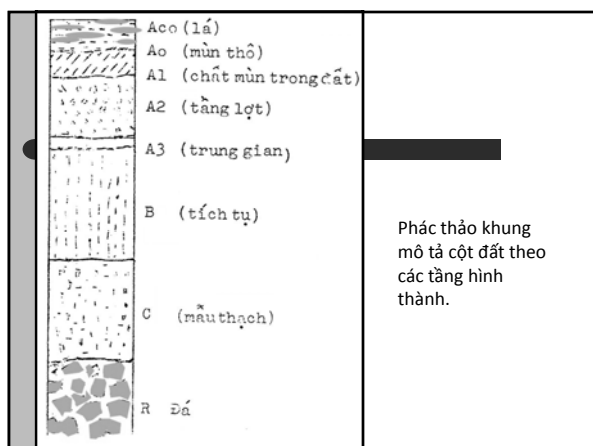 Aco (lá)
Ao (mùn thô)
A1 (chất mùn trong đất)
A2 (tầng lợt)
A3 (trung gian)
B (tích tụ)
C (mẫu thạch)
R Đá
Phác thảo khung
mô tả cột đất theo
các tầng hình
thành.